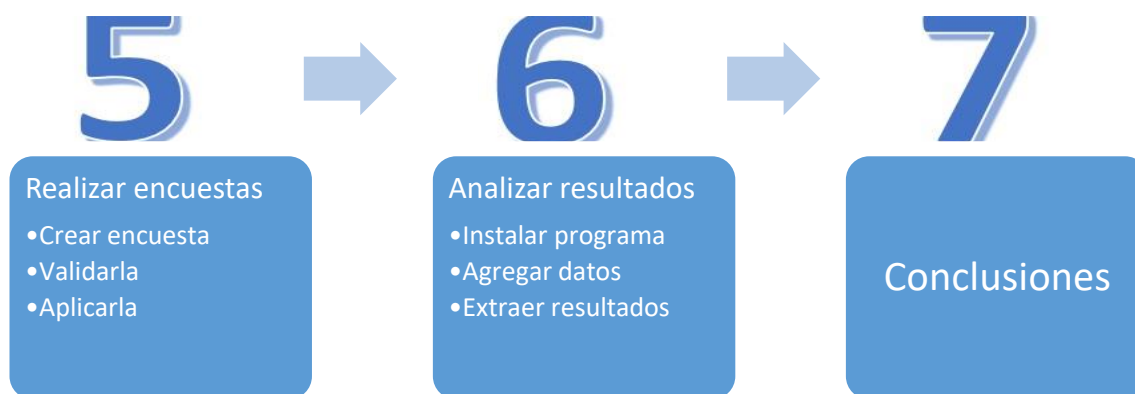 5
6
7
Realizar encuestas
•Crear encuesta
•Validarla
•Aplicarla
Analizar resultados
•Instalar programa
•Agregar datos
•Extraer resultados
Conclusiones